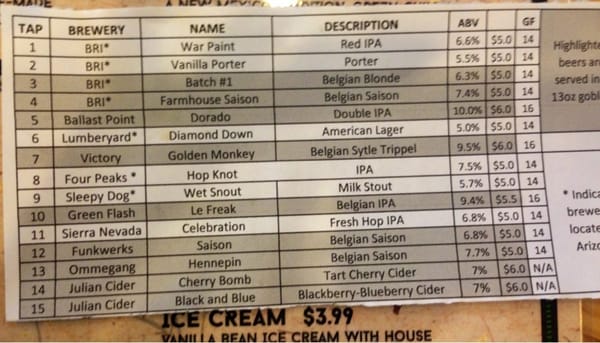 -MADE
A NEW MEXICO
TAP BREWERY NAME DESCRIPTION ABV GF
1 BRI* War Paint Red IPA 6.6% $5.0 14
2 BRI* Vanilla Porter Porter 5.5% $5.0 14
3 BRI* Batch #1 Belgian Blonde 6.3% $5.0 14
4 BRI* Farmhouse Saison Belgian Saison 7.4% $5.0 14
5 Ballast Point Dorado Double IPA 10.0% $6.0 16
6 Lumberyard* Diamond Down American Lager 5.0% $5.0 14
7 Victory Golden Monkey Belgian Sytle Trippel 9.5% $6.0 16
8 Four Peaks * Hop Knot IPA 7.5% $5.0 14
9 Sleepy Dog* Wet Snout Milk Stout 5.7% $5.0 14
10 Green Flash Le Freak Belgian IPA 9.4% $5.5 16
11 Sierra Nevada Celebration Fresh Hop IPA 6.8% $5.0 14
12 Funkwerks Saison Belgian Saison 6.8% $5.0 14
13 Ommegang Hennepin Belgian Saison 7.7% $5.0 14
14 Julian Cider Cherry Bomb Tart Cherry Cider 7% $6.0 N/A
15 Julian Cider Black and Blue Blackberry-Blueberry Cider 7% $6.0 N/A
Highlighte
beers an
served in
13oz gobl
* Indica
brewe
locate
Arizo
ICE CREAM $3.99
VANILLA BEAN ICE CREAM WITH HOUSE